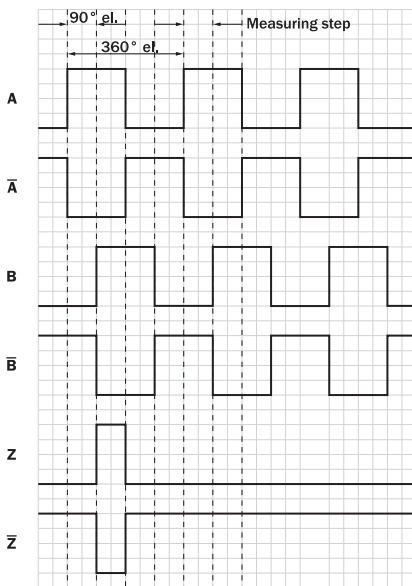 90° el.
Measuring step
360° el.
A
A̅
B
B̅
Z
Z̅